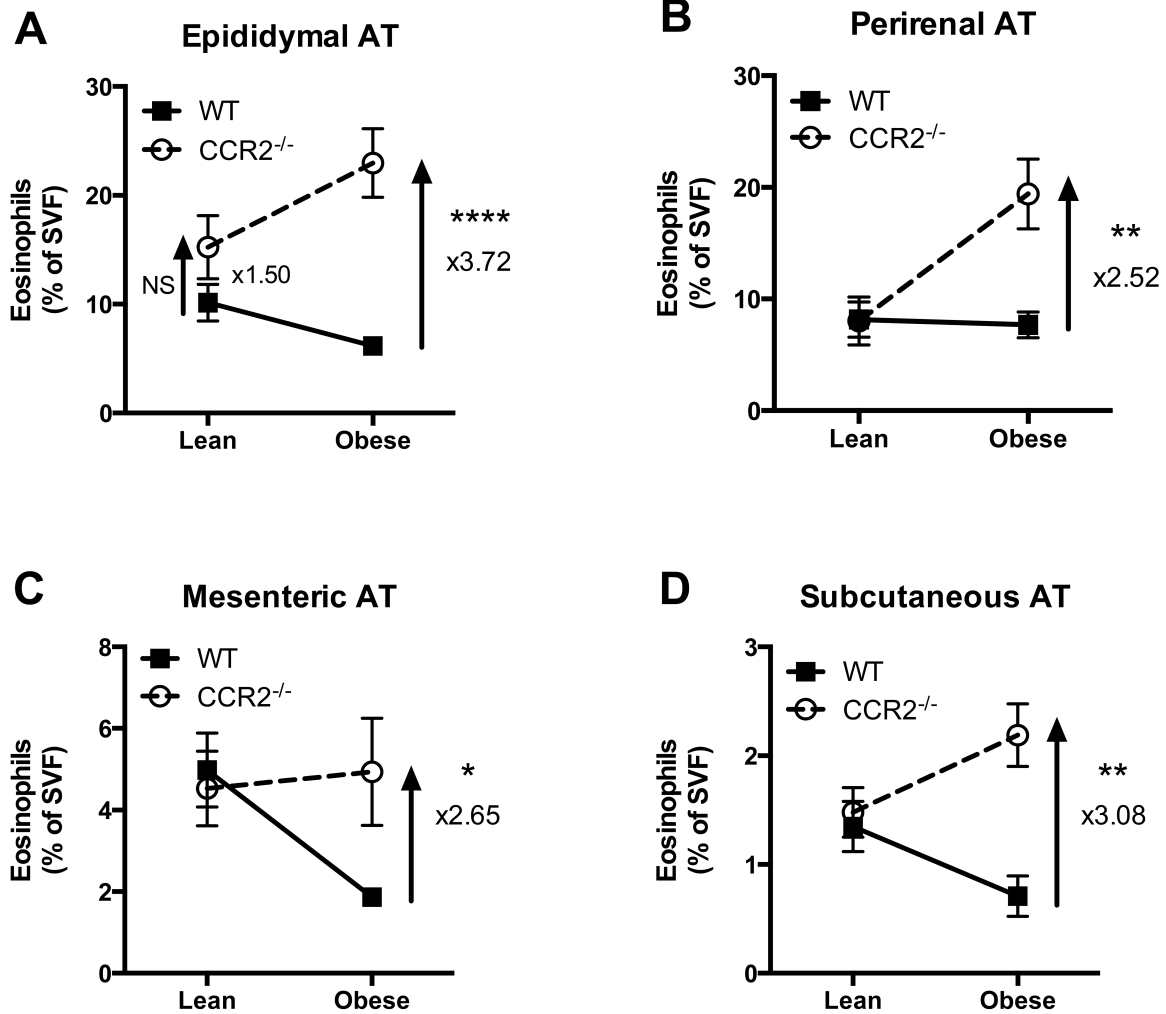 A
Epididymal AT
30
20
10
0
Eosinophils
(% of SVF)
WT
CCR2-/-
NS
x1.50
****
x3.72
Lean
Obese
B
Perirenal AT
30
20
10
0
Eosinophils
(% of SVF)
WT
CCR2-/-
**
x2.52
Lean
Obese
C
Mesenteric AT
8
6
4
2
0
Eosinophils
(% of SVF)
WT
CCR2-/-
*
x2.65
Lean
Obese
D
Subcutaneous AT
3
2
1
0
Eosinophils
(% of SVF)
WT
CCR2-/-
**
x3.08
Lean
Obese